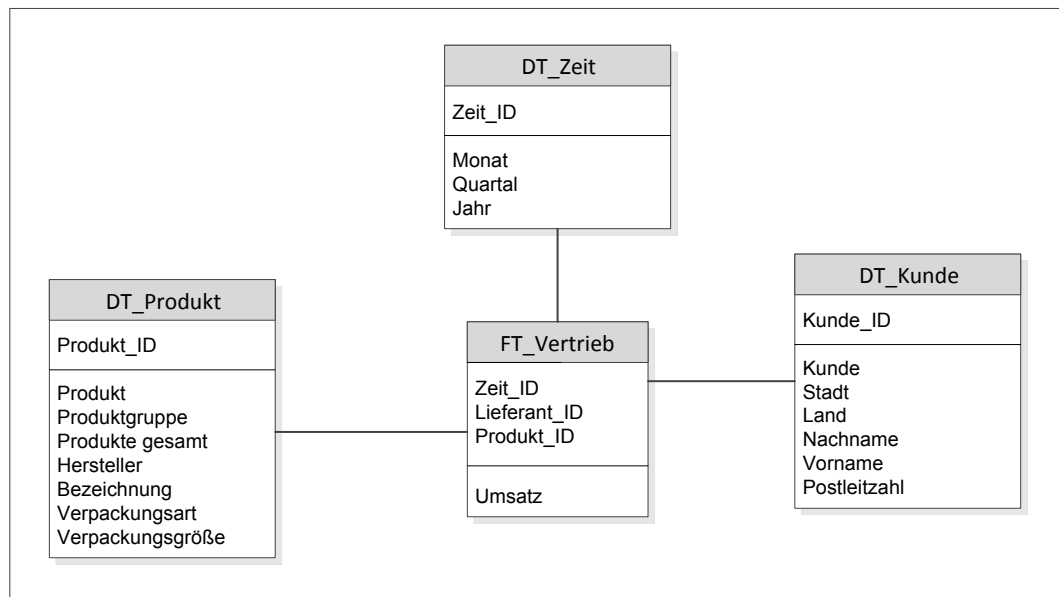 DT_Zeit
Zeit_ID
Monat
Quartal
Jahr
DT_Produkt
Produkt_ID
Produkt
Produktgruppe
Produkte gesamt
Hersteller
Bezeichnung
Verpackungsart
Verpackungsgröße
FT_Vertrieb
Zeit_ID
Lieferant_ID
Produkt_ID
Umsatz
DT_Kunde
Kunde_ID
Kunde
Stadt
Land
Nachname
Vorname
Postleitzahl